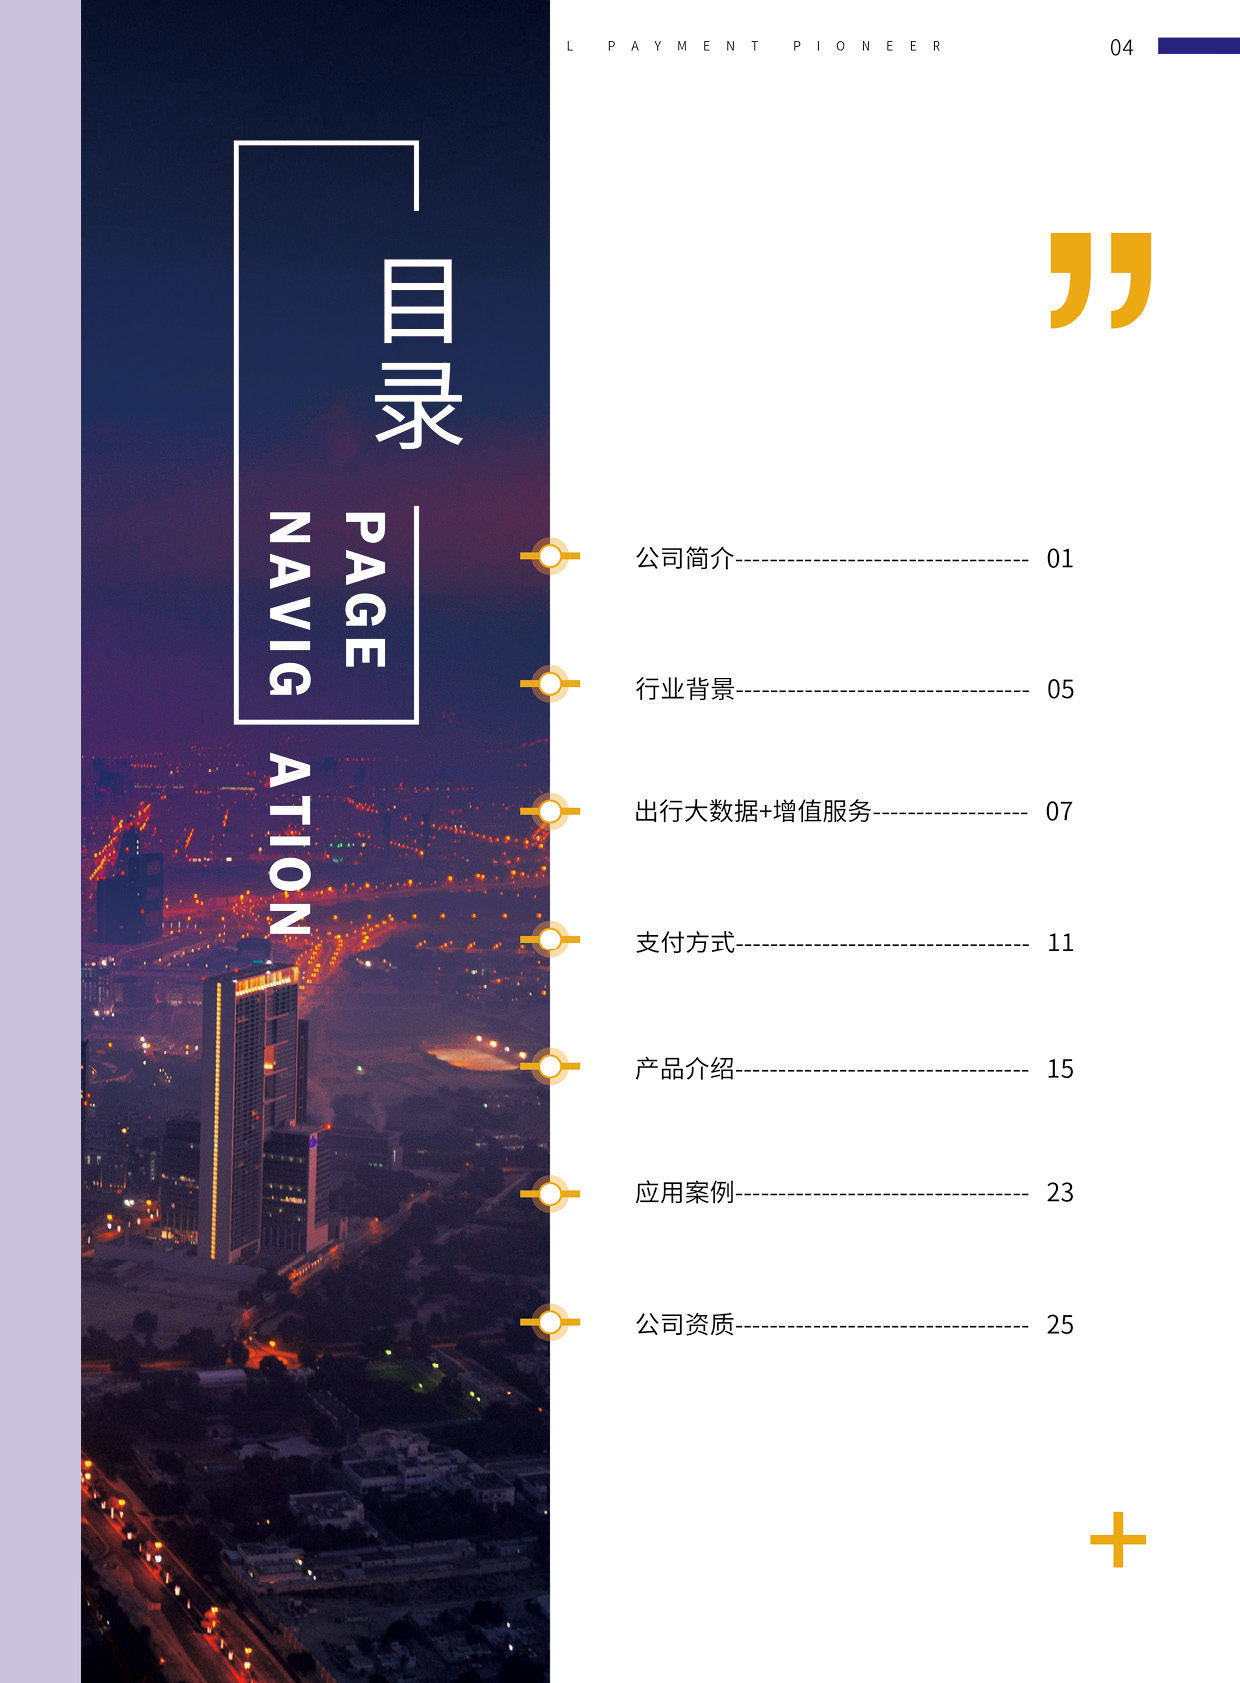 L PAYMENT PIONEER
04
目录
PAGE
NAVIG ATION
公司简介---------------------------------- 01
行业背景---------------------------------- 05
出行大数据+增值服务------------------ 07
支付方式---------------------------------- 11
产品介绍---------------------------------- 15
应用案例---------------------------------- 23
公司资质---------------------------------- 25